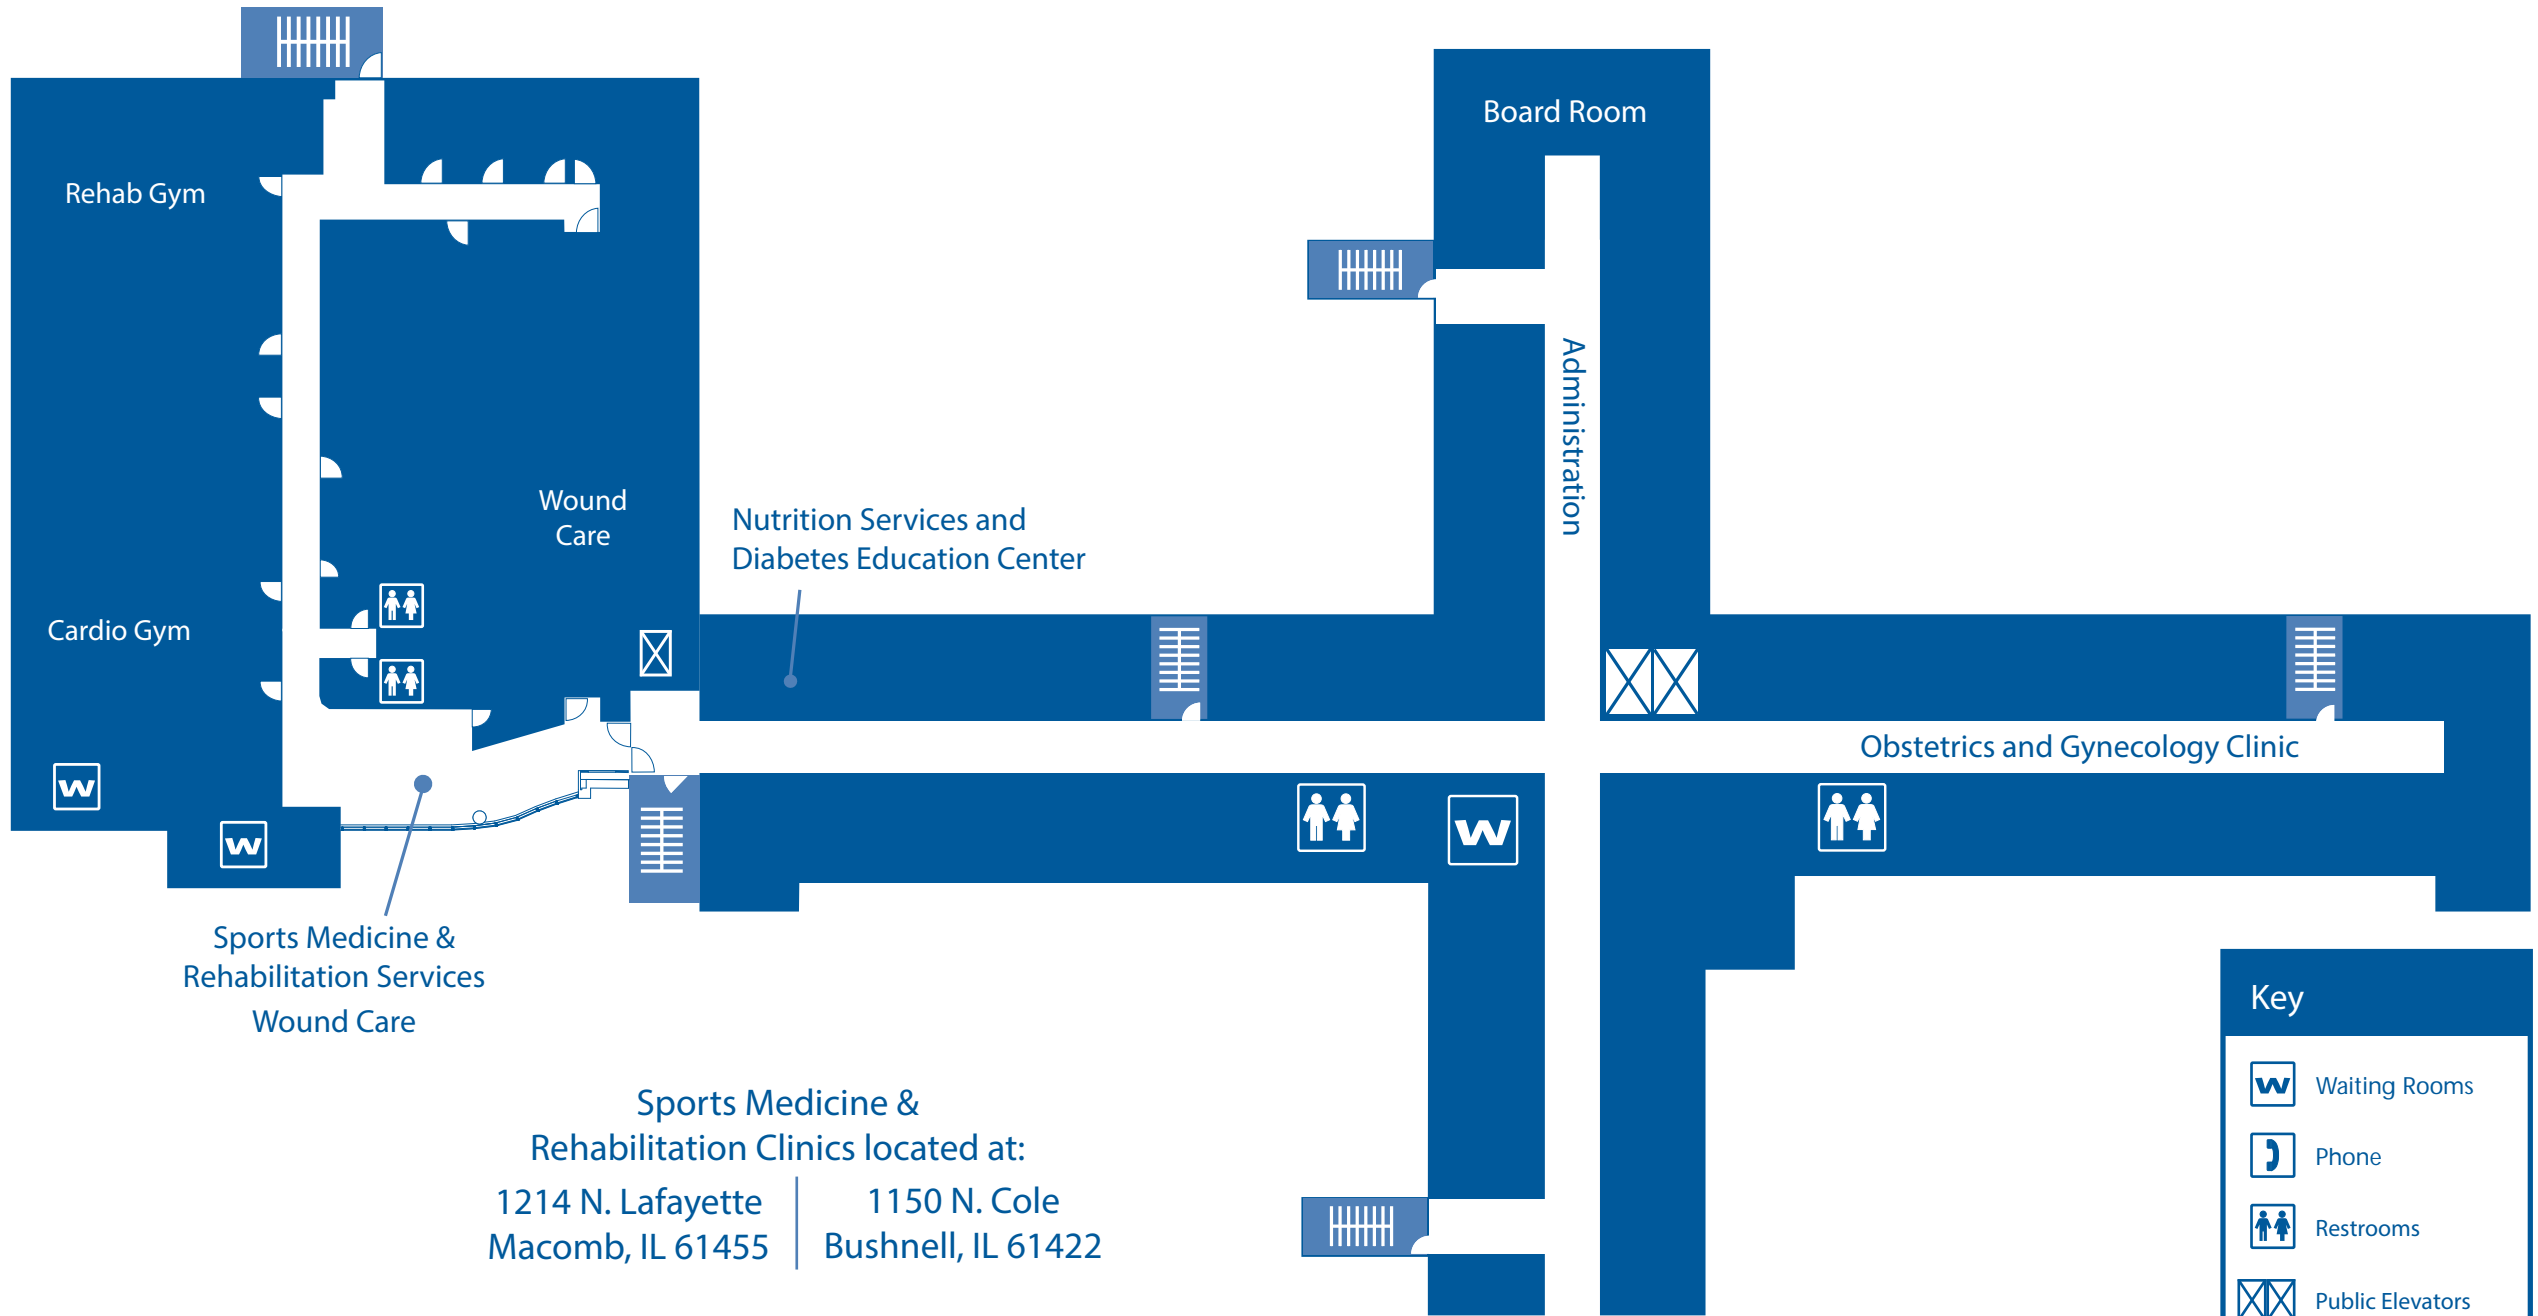 Board Room
Rehab Gym
Administration
Wound
Care
Nutrition Services and
Diabetes Education Center
Cardio Gym
Obstetrics and Gynecology Clinic
W
W
W
Sports Medicine &
Rehabilitation Services
Wound Care
Sports Medicine &
Rehabilitation Clinics located at:
1214 N. Lafayette
Macomb, IL 61455
1150 N. Cole
Bushnell, IL 61422
Key
W Waiting Rooms
Phone
Restrooms
Public Elevators